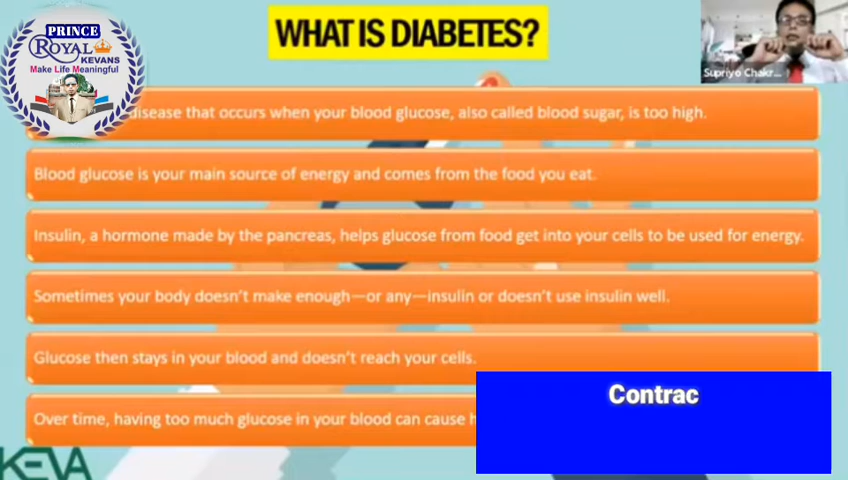 WHAT IS DIABETES?
PRINCE
ROYAL
KEVANS
Make Life Meaningful
Supriyo Chakr...
disease that occurs when your blood glucose, also called blood sugar, is too high.
Blood glucose is your main source of energy and comes from the food you eat.
Insulin, a hormone made by the pancreas, helps glucose from food get into your cells to be used for energy.
Sometimes your body doesn't make enough—or any—insulin or doesn't use insulin well.
Glucose then stays in your blood and doesn't reach your cells.
Over time, having too much glucose in your blood can cause
Contrac
KEVA